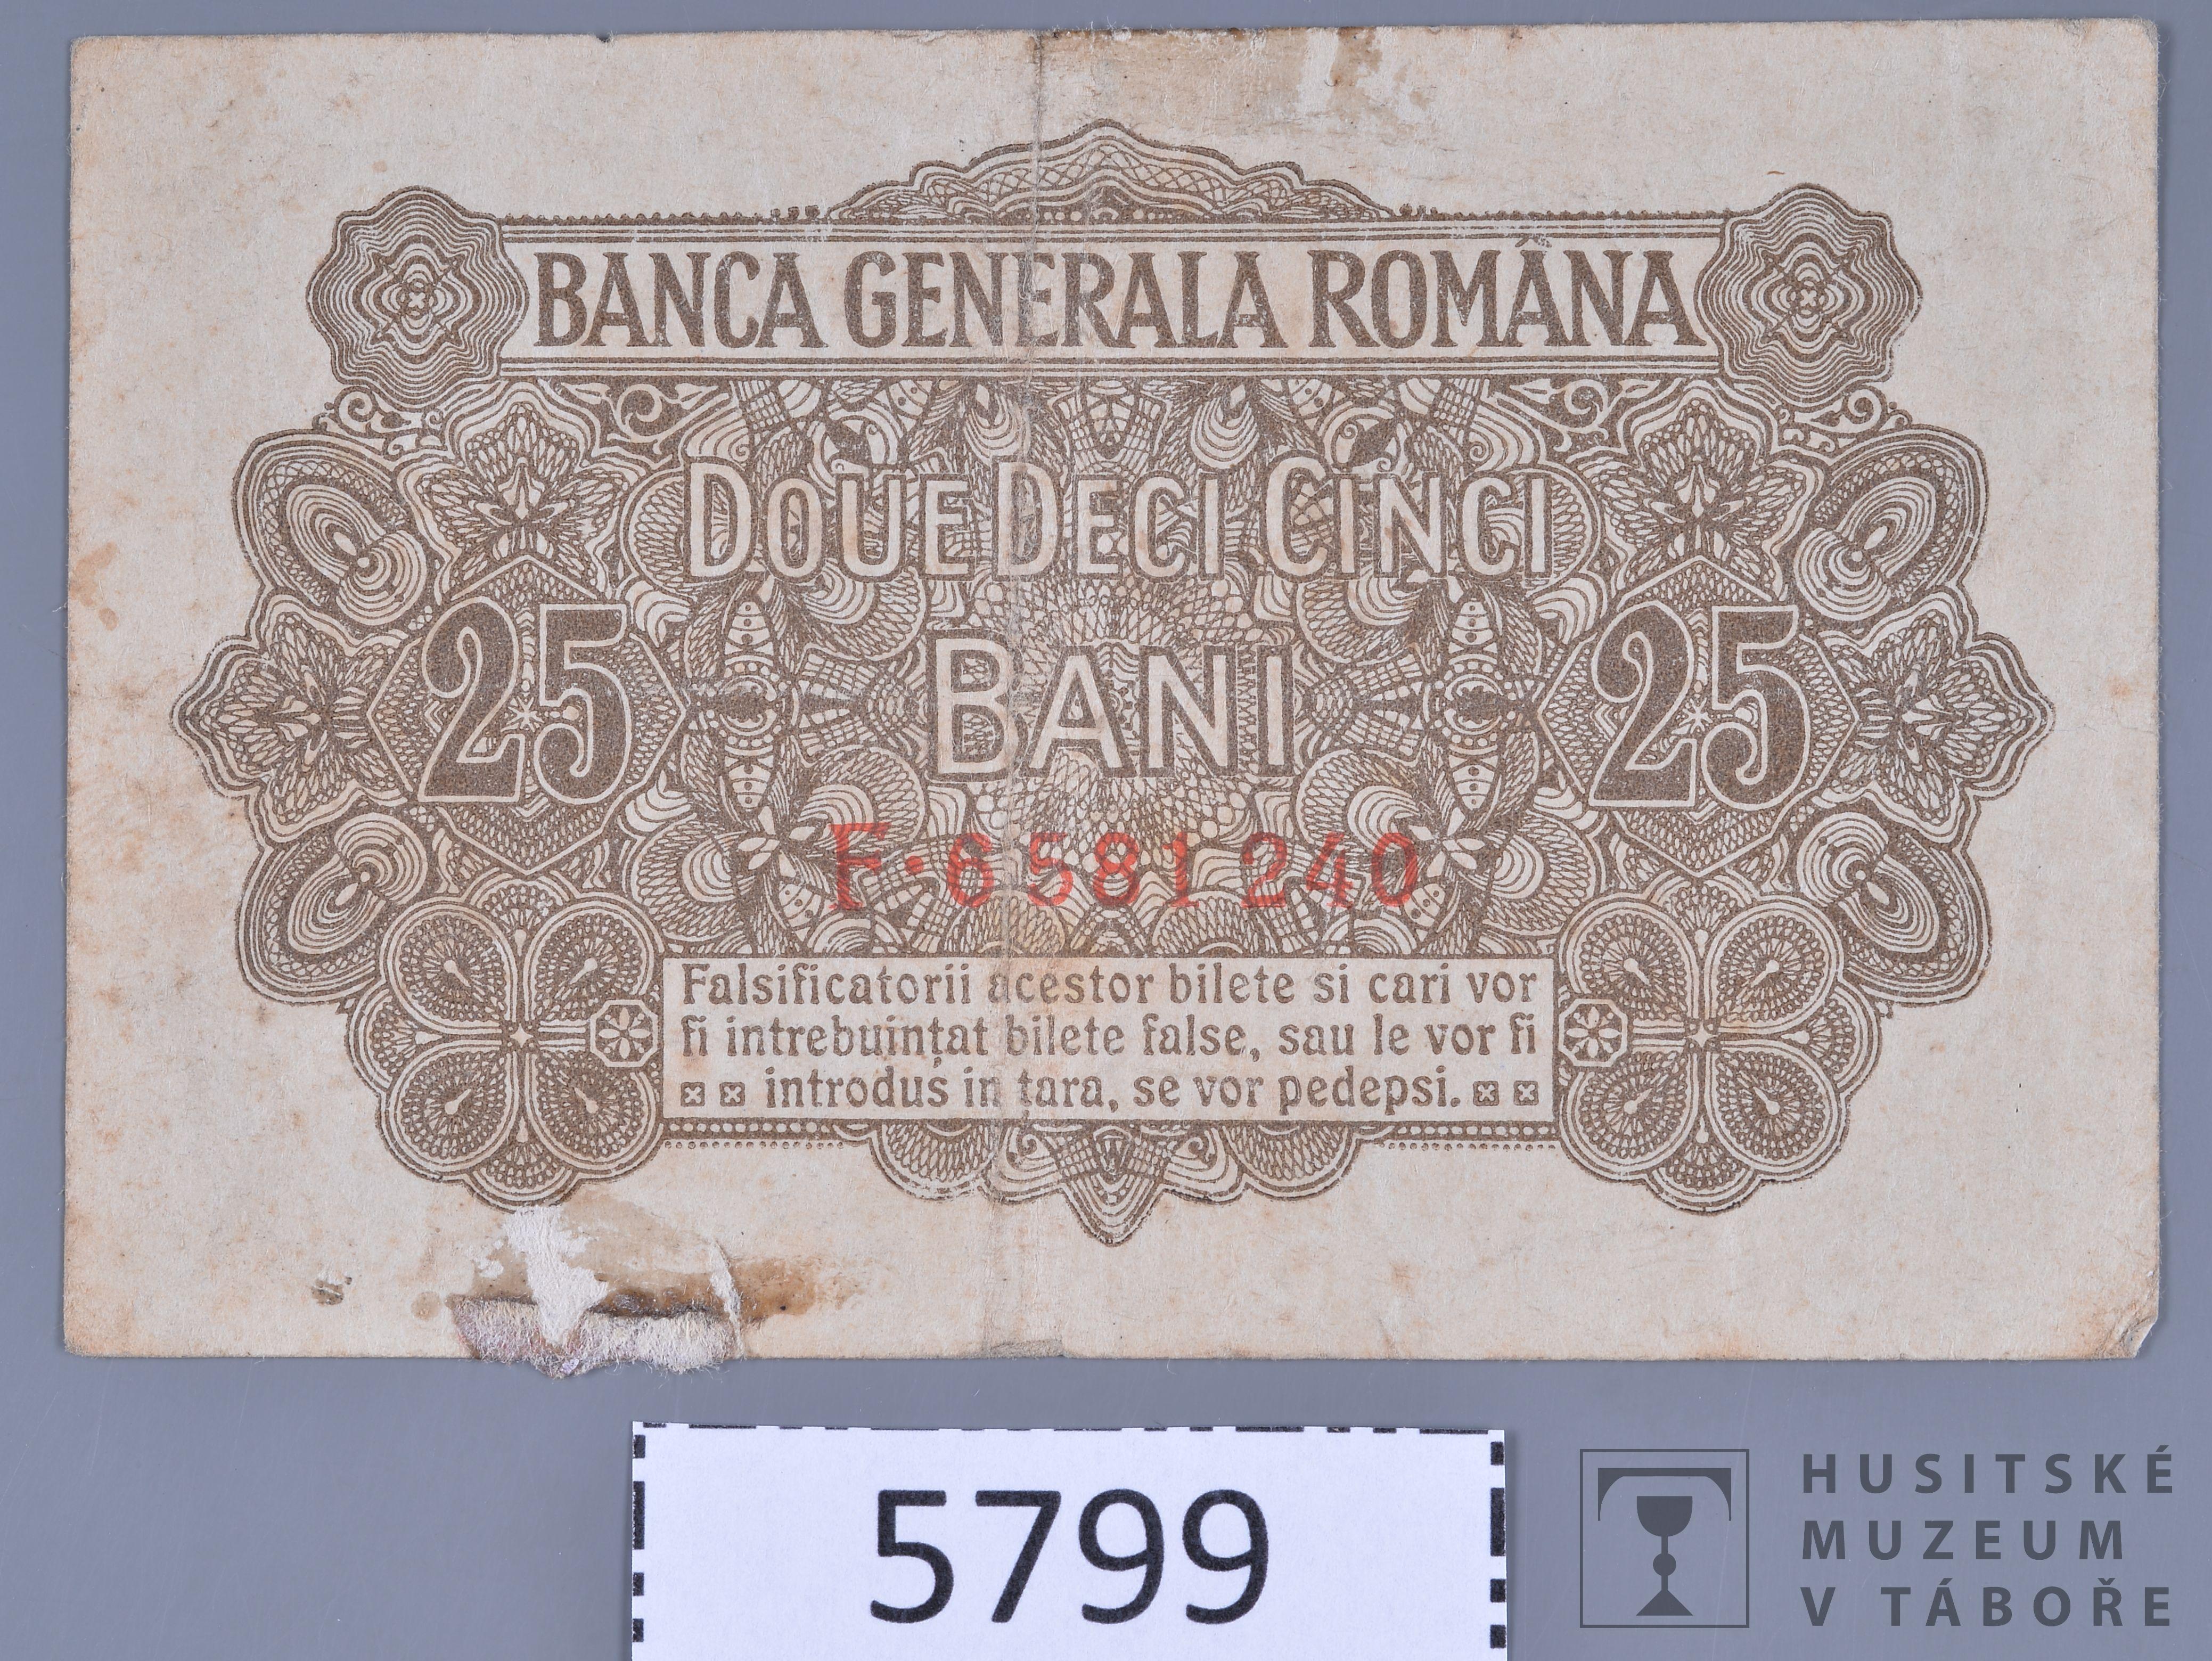 BANCA GENERALA ROMÂNA
DOUE DECI CINCI
25 BANI 25
F·6581240
Falsificatorii acestor bilete si cari vor
fi intrebuințat bilete false, sau le vor fi
introdus in țara, se vor pedepsi.
5799
HUSITSKÉ
MUZEUM
V TÁBOŘE